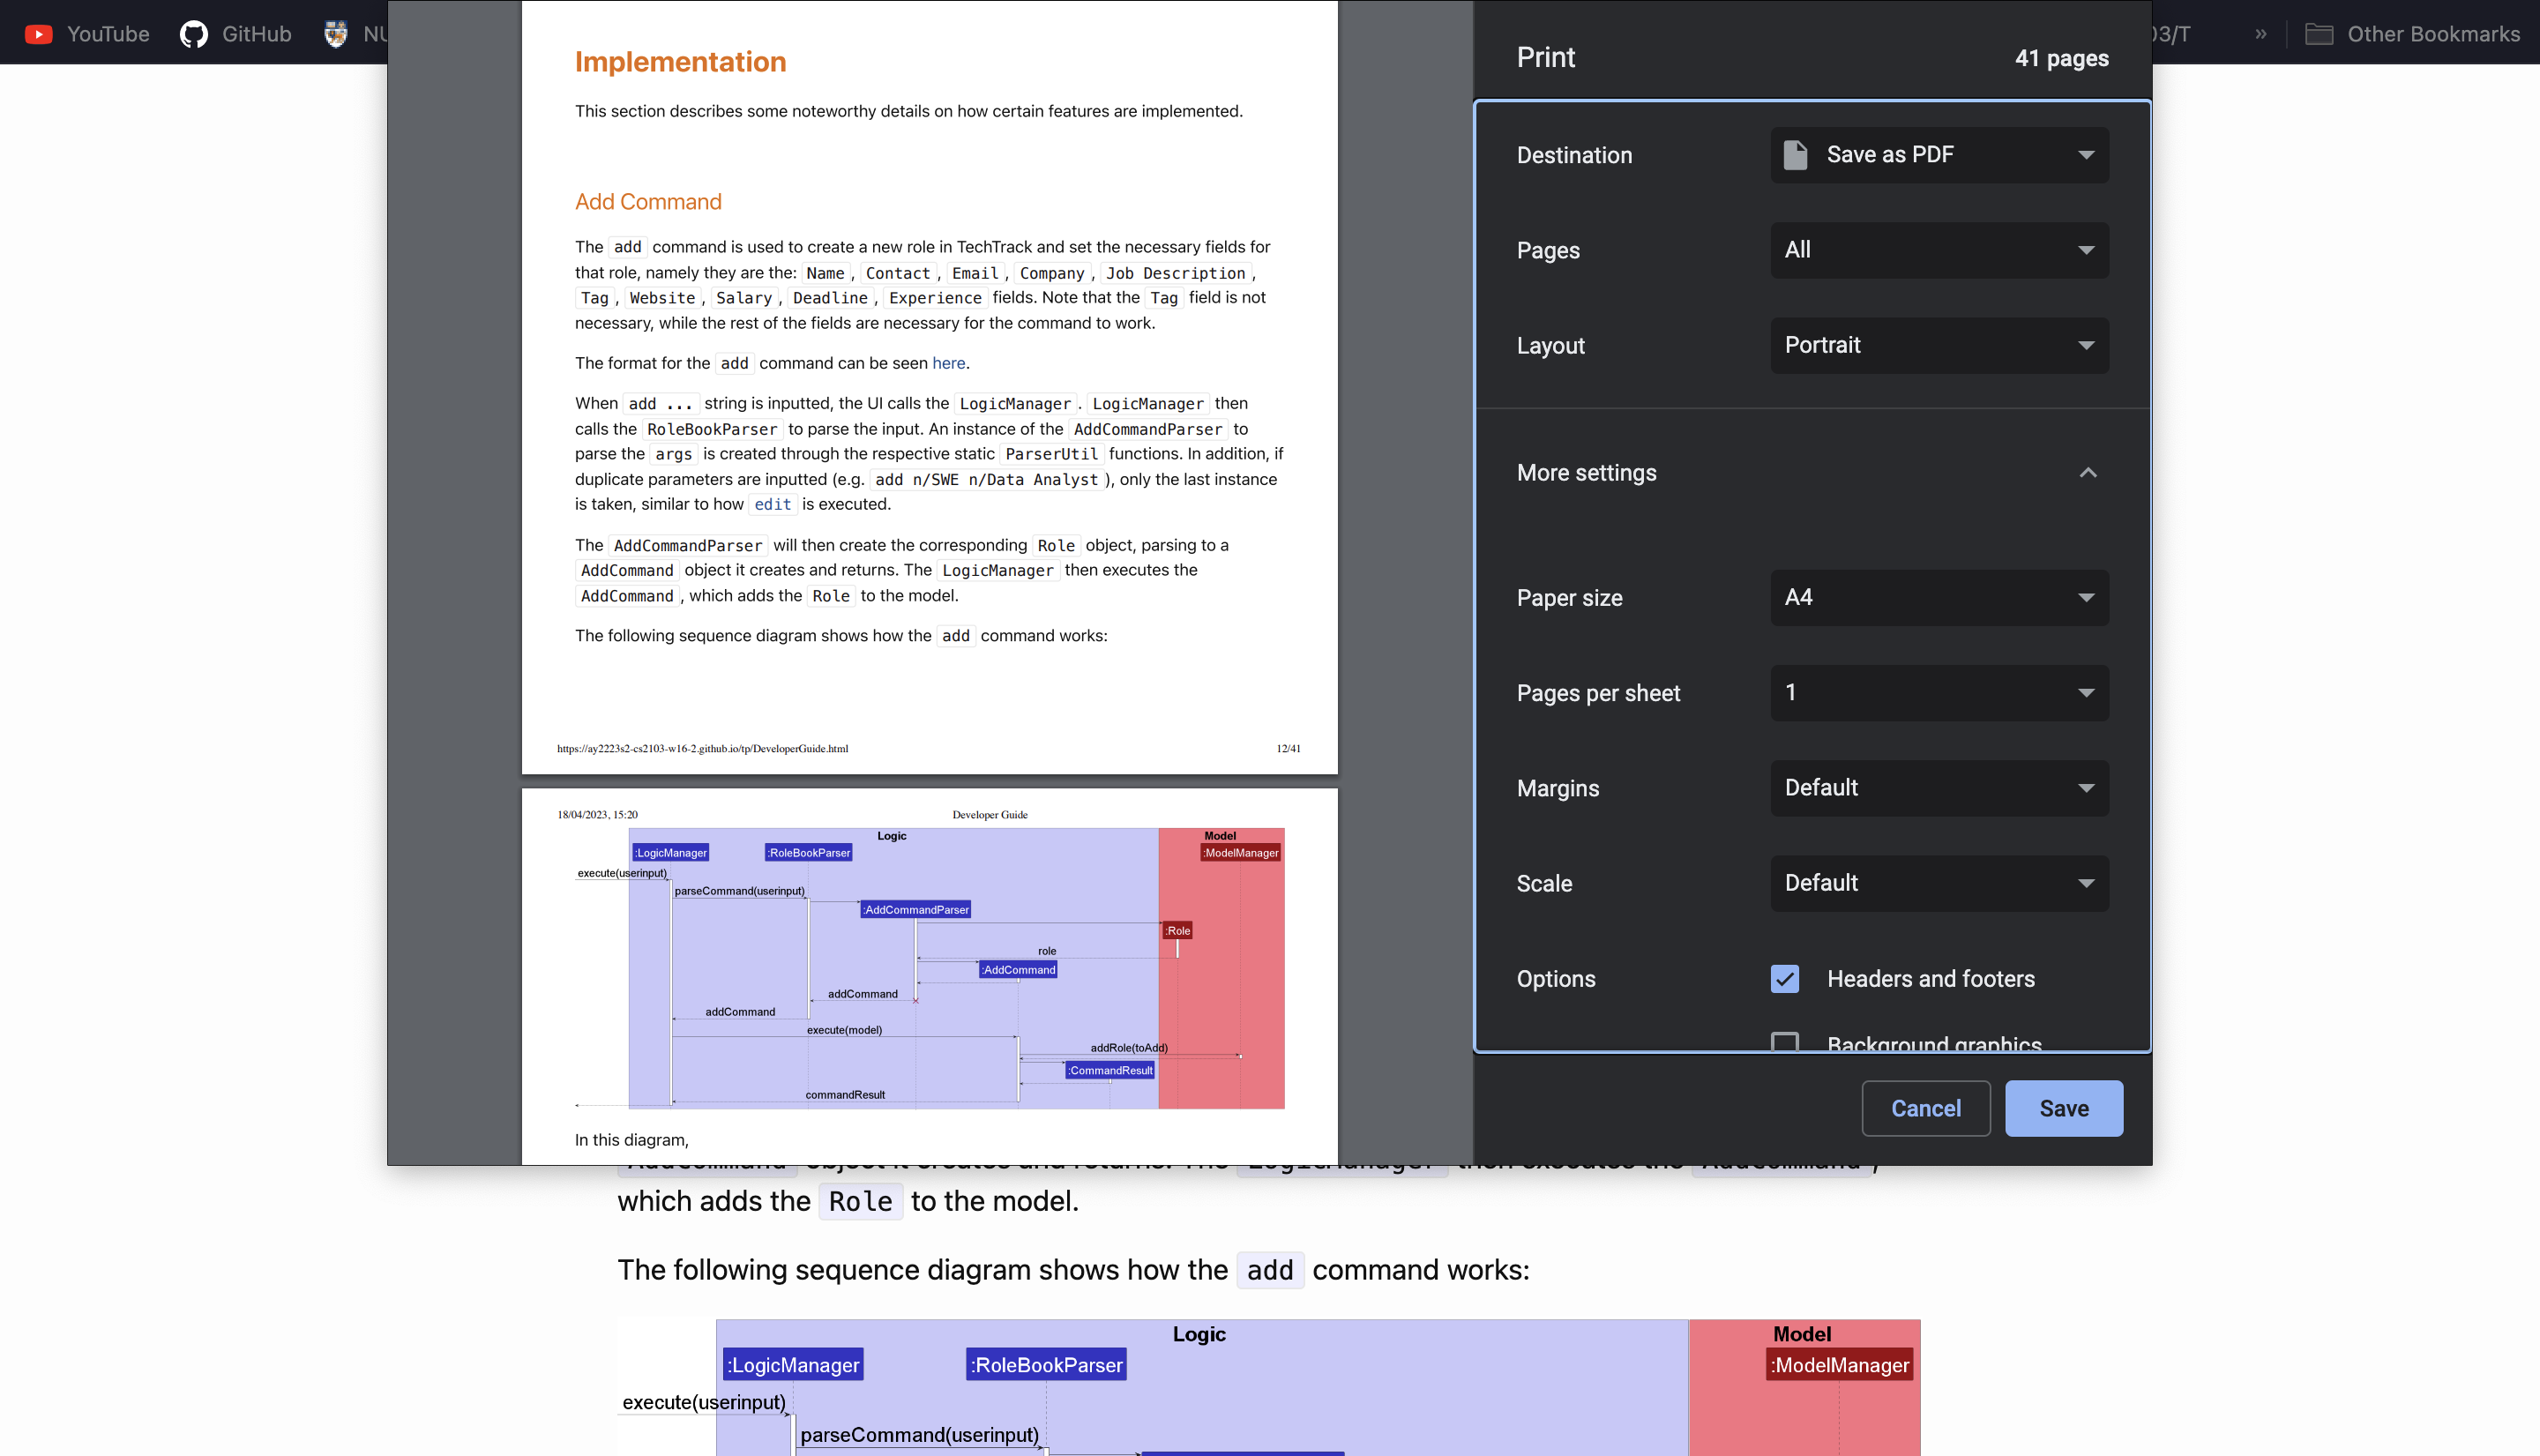 YouTube
GitHub
NU
03/T
»
Other Bookmarks
Implementation
This section describes some noteworthy details on how certain features are implemented.
Add Command
The add command is used to create a new role in TechTrack and set the necessary fields for
that role, namely they are the: Name , Contact , Email , Company , Job Description ,
Tag , Website , Salary , Deadline , Experience fields. Note that the Tag field is not
necessary, while the rest of the fields are necessary for the command to work.
The format for the add command can be seen here.
When add ... string is inputted, the UI calls the LogicManager . LogicManager then
calls the RoleBookParser to parse the input. An instance of the AddCommandParser to
parse the args is created through the respective static ParserUtil functions. In addition, if
duplicate parameters are inputted (e.g. add n/SWE n/Data Analyst ), only the last instance
is taken, similar to how edit is executed.
The AddCommandParser will then create the corresponding Role object, parsing to a
AddCommand object it creates and returns. The LogicManager then executes the
AddCommand , which adds the Role to the model.
The following sequence diagram shows how the add command works:
https://ay2223s2-cs2103-w16-2.github.io/tp/DeveloperGuide.html
12/41
18/04/2023, 15:20
Developer Guide
Logic
Model
:LogicManager
:RoleBookParser
:ModelManager
execute(userinput)
parseCommand(userinput)
:AddCommandParser
:Role
role
:AddCommand
addCommand
addCommand
execute(model)
addRole(toAdd)
:CommandResult
commandResult
In this diagram,
Print
41 pages
Destination
Save as PDF
Pages
All
Layout
Portrait
More settings
Paper size
A4
Pages per sheet
1
Margins
Default
Scale
Default
Options
Headers and footers
Background graphics
Cancel
Save
AddCommand object it creates and returns. The LogicManager then executes the AddCommand ,
which adds the Role to the model.
The following sequence diagram shows how the add command works:
Logic
Model
:LogicManager
:RoleBookParser
:ModelManager
execute(userinput)
parseCommand(userinput)